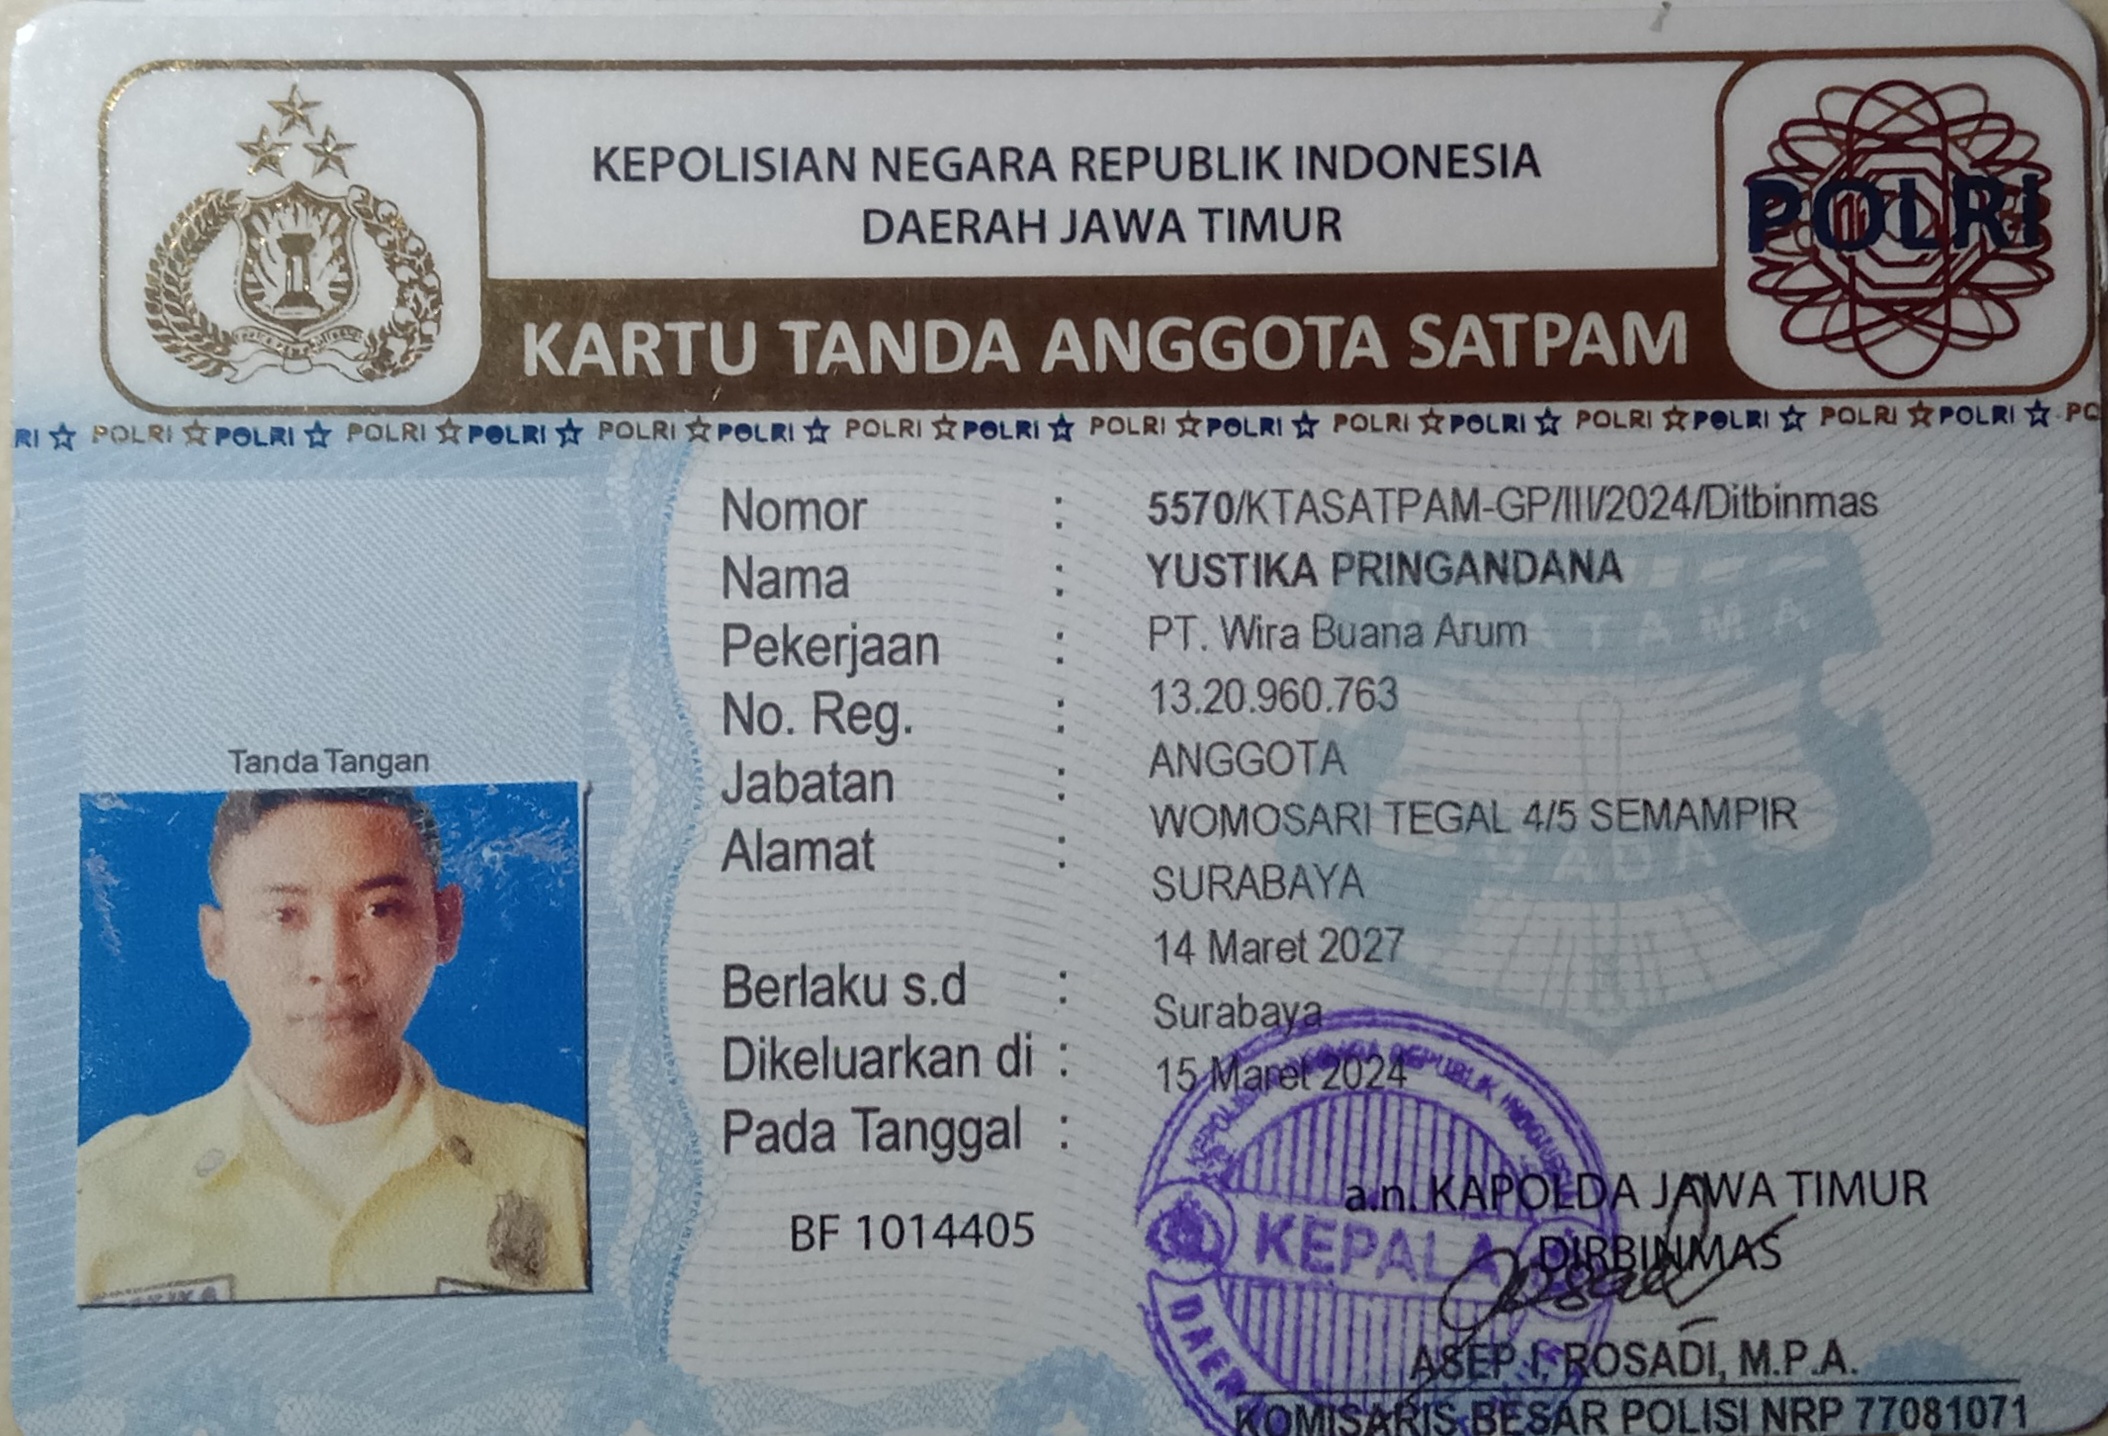 KEPOLISIAN NEGARA REPUBLIK INDONESIA
DAERAH JAWA TIMUR
POLRI
KARTU TANDA ANGGOTA SATPAM
RI POLRI POLRI POLRI POLRI POLRI POLRI POLRI POLRI POLRI POLRI POLRI POLRI POLRI POLRI POLRI POLRI PO
Nomor : 5570/KTASATPAM-GP/III/2024/Ditbinmas
Nama : YUSTIKA PRINGANDANA
Pekerjaan : PT. Wira Buana Arum
No. Reg. : 13.20.960.763
Jabatan : ANGGOTA
Alamat : WOMOSARI TEGAL 4/5 SEMAMPIR
SURABAYA
Berlaku s.d : 14 Maret 2027
Dikeluarkan di : Surabaya
Pada Tanggal : 15 Maret 2024
Tanda Tangan
BF 1014405
a.n. KAPOLDA JAWA TIMUR
DIRBINMAS
KEPALA
DAER
ASEP I. ROSADI, M.P.A.
KOMISARIS BESAR POLISI NRP 77081071